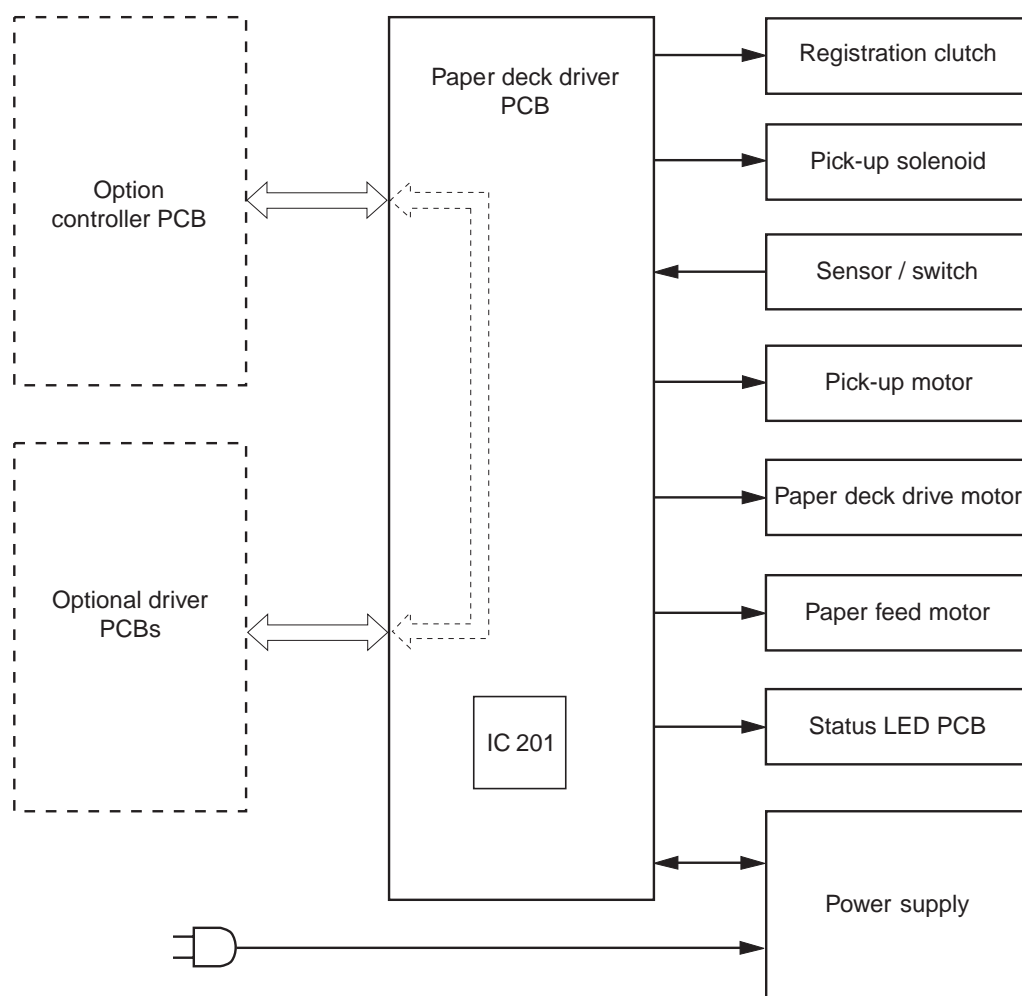 Option
controller PCB
Optional driver
PCBs
Paper deck driver
PCB
IC 201
Registration clutch
Pick-up solenoid
Sensor / switch
Pick-up motor
Paper deck drive motor
Paper feed motor
Status LED PCB
Power supply